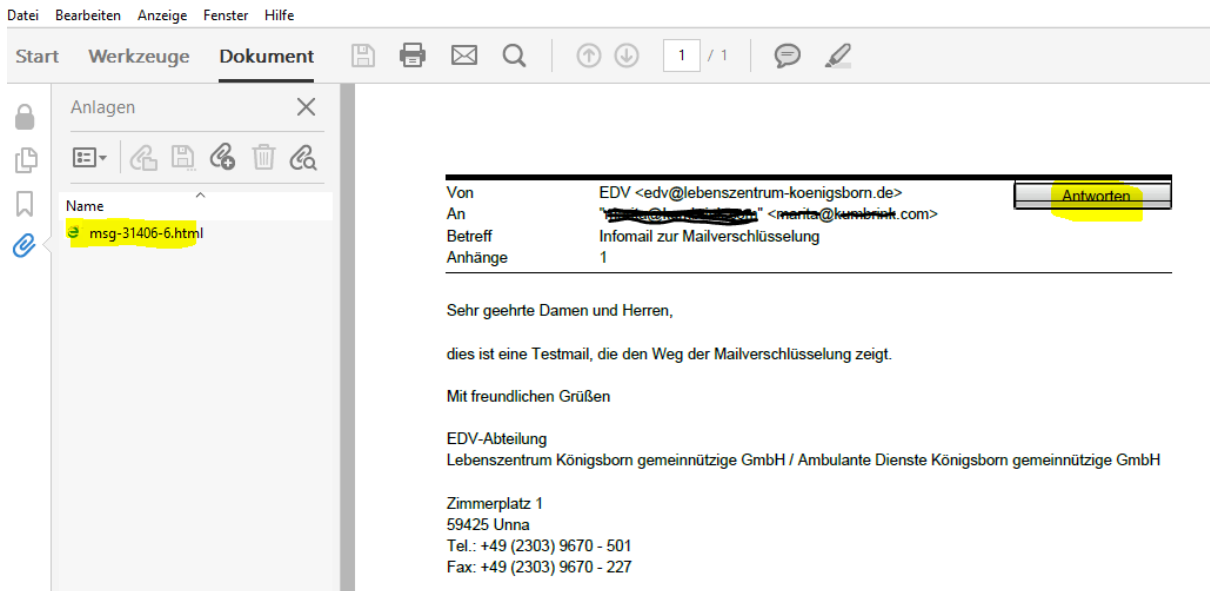 Datei Bearbeiten Anzeige Fenster Hilfe
Start Werkzeuge Dokument 1 / 1
Anlagen
Name
msg-31406-6.html
Von EDV <edv@lebenszentrum-koenigsborn.de> Antworten
An
Betreff Infomail zur Mailverschlüsselung
Anhänge 1
Sehr geehrte Damen und Herren,
dies ist eine Testmail, die den Weg der Mailverschlüsselung zeigt.
Mit freundlichen Grüßen
EDV-Abteilung
Lebenszentrum Königsborn gemeinnützige GmbH / Ambulante Dienste Königsborn gemeinnützige GmbH
Zimmerplatz 1
59425 Unna
Tel.: +49 (2303) 9670 - 501
Fax: +49 (2303) 9670 - 227